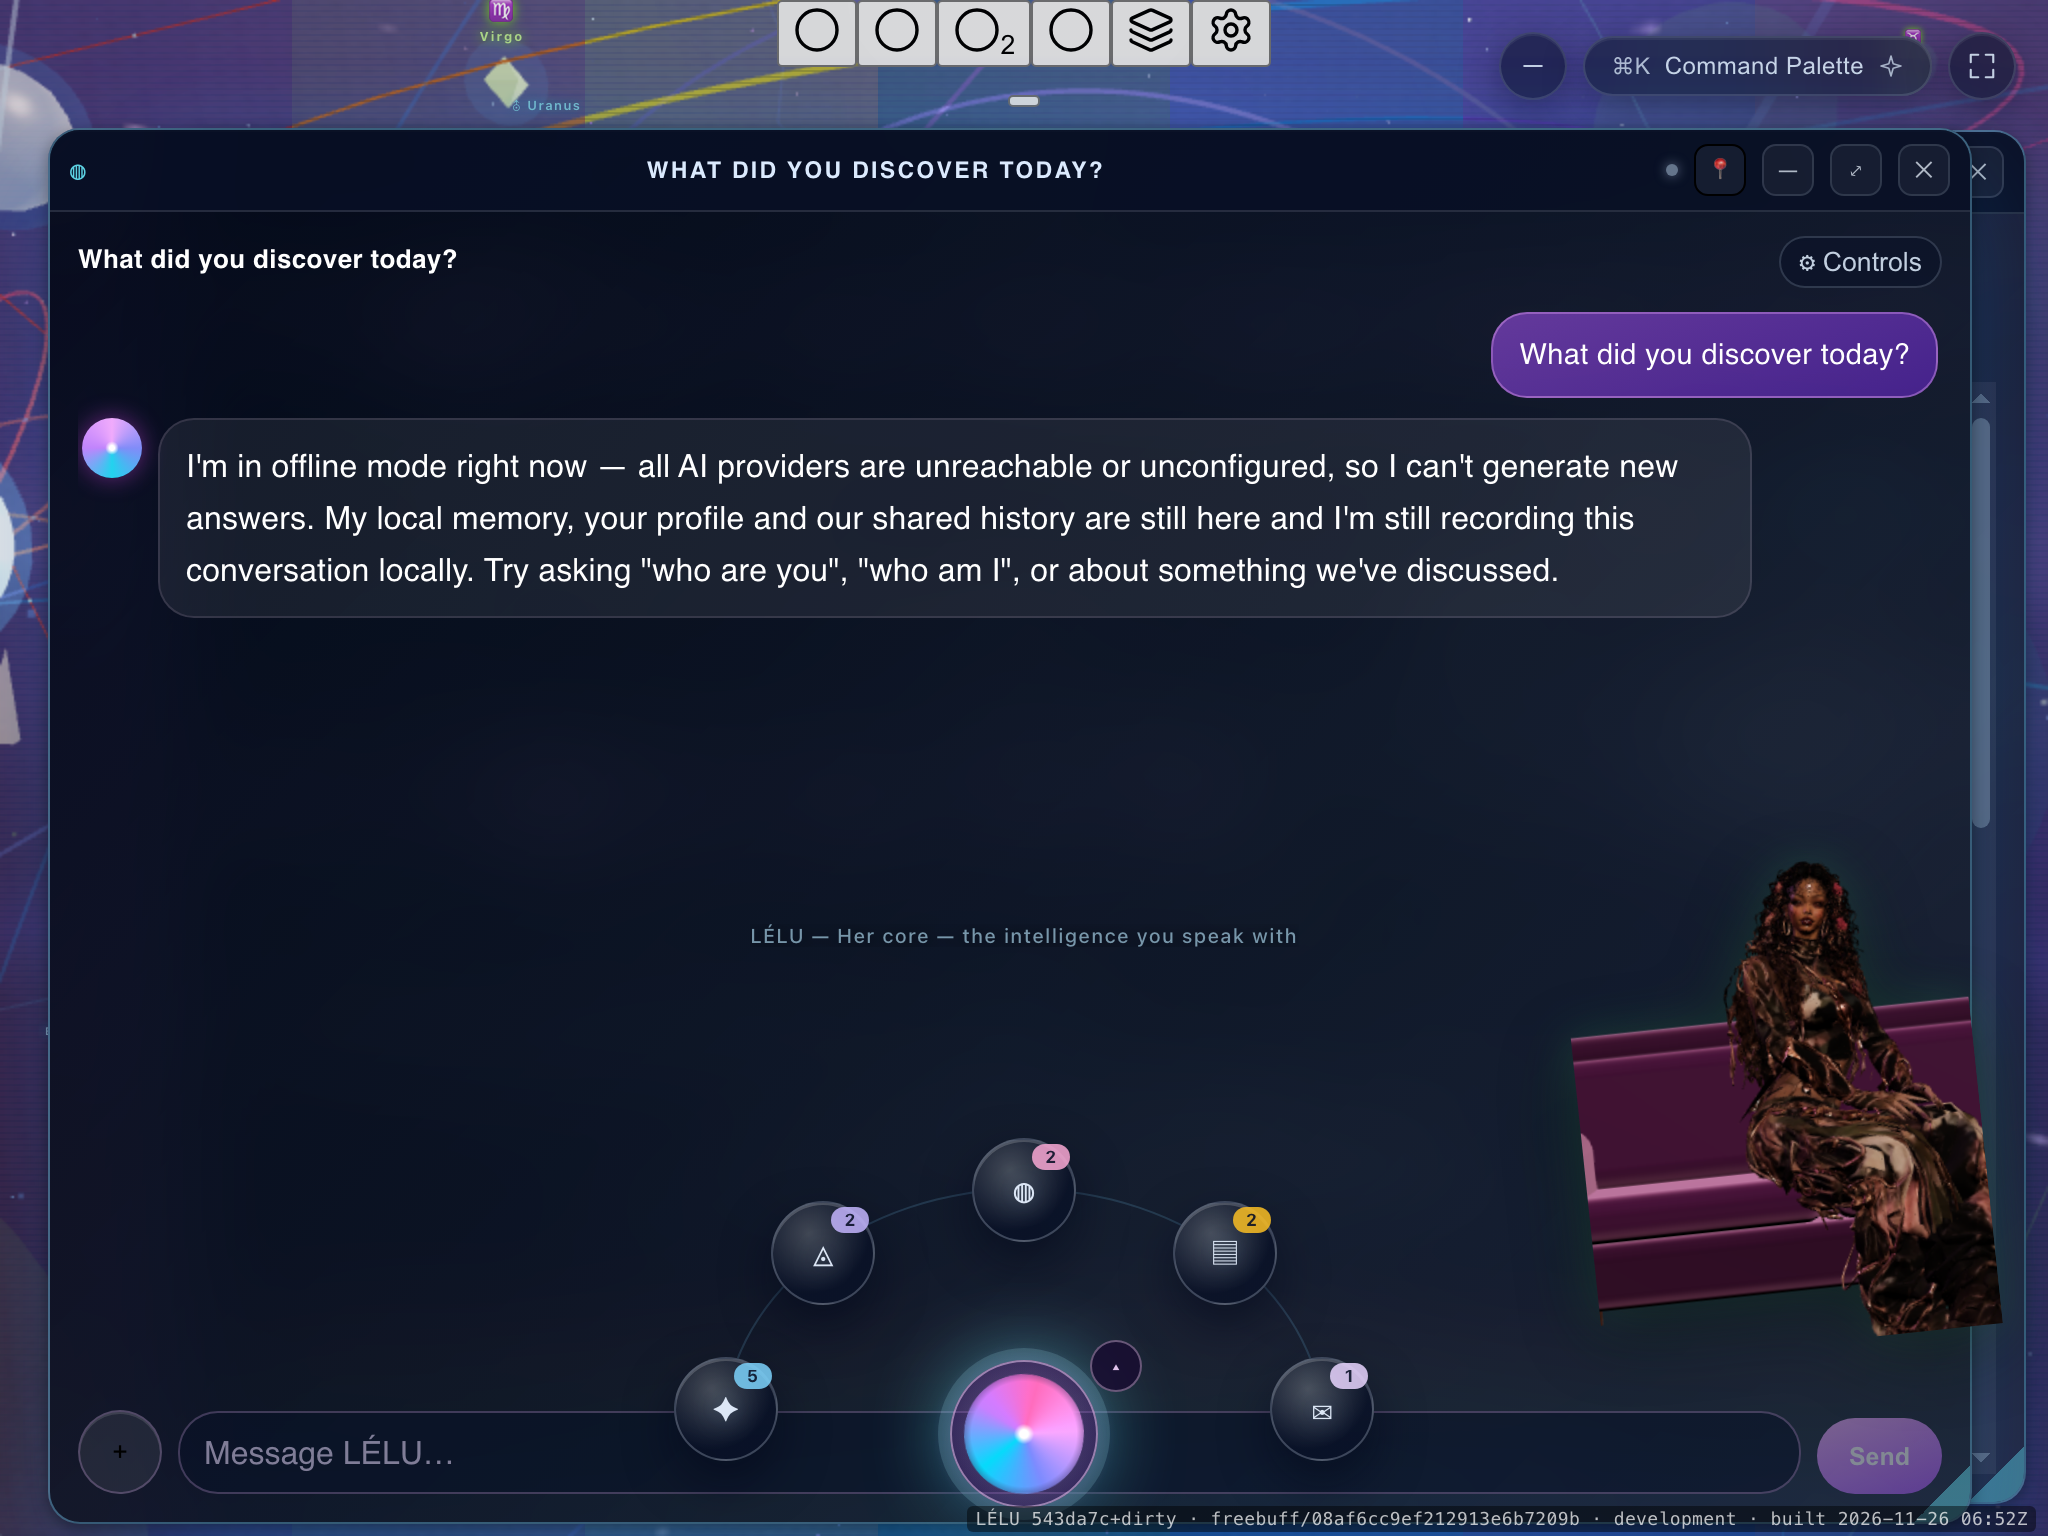 Virgo
2
⌘K Command Palette
Uranus
WHAT DID YOU DISCOVER TODAY?
What did you discover today?
Controls
What did you discover today?
I'm in offline mode right now — all AI providers are unreachable or unconfigured, so I can't generate new
answers. My local memory, your profile and our shared history are still here and I'm still recording this
conversation locally. Try asking "who are you", "who am I", or about something we've discussed.
LÉLU — Her core — the intelligence you speak with
2
2
2
5
1
Message LÉLU…
Send
LÉLU 543da7c+dirty · freebuff/08af6cc9ef212913e6b7209b · development · built 2026-11-26 06:52Z